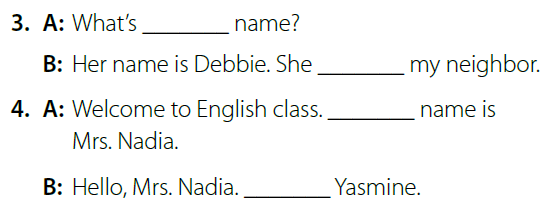 3. A: What’s ________ name?
B: Her name is Debbie. She ________ my neighbor.
4. A: Welcome to English class. ________ name is
Mrs. Nadia.
B: Hello, Mrs. Nadia. ________ Yasmine.